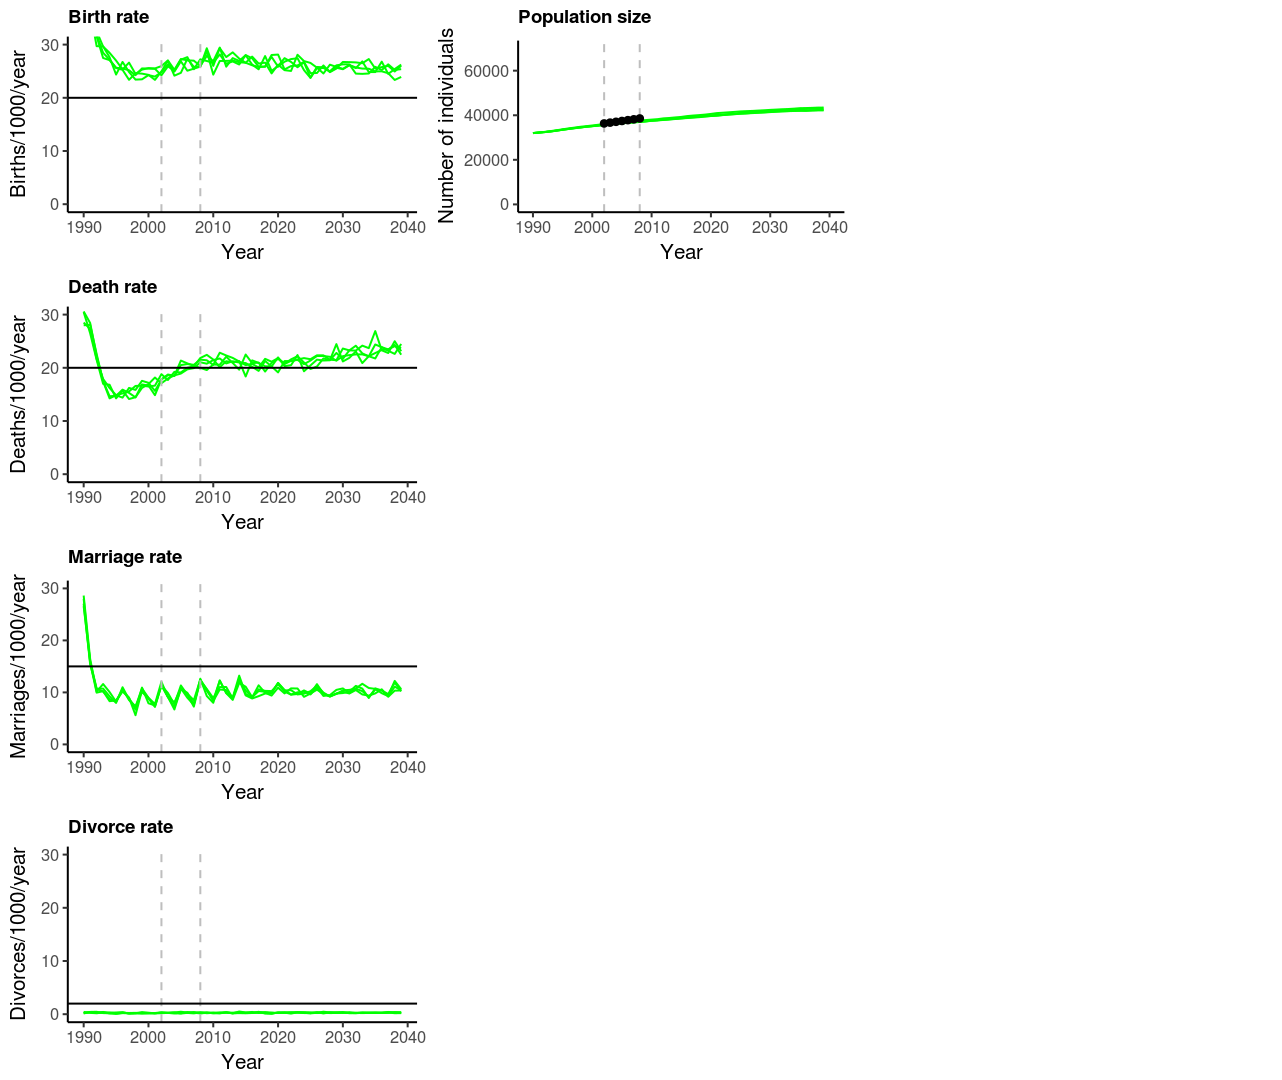 Birth rate
Births/1000/year
30
20
10
0
1990 2000 2010 2020 2030 2040
Year
Population size
Number of individuals
60000
40000
20000
0
1990 2000 2010 2020 2030 2040
Year
Death rate
Deaths/1000/year
30
20
10
0
1990 2000 2010 2020 2030 2040
Year
Marriage rate
Marriages/1000/year
30
20
10
0
1990 2000 2010 2020 2030 2040
Year
Divorce rate
Divorces/1000/year
30
20
10
0
1990 2000 2010 2020 2030 2040
Year